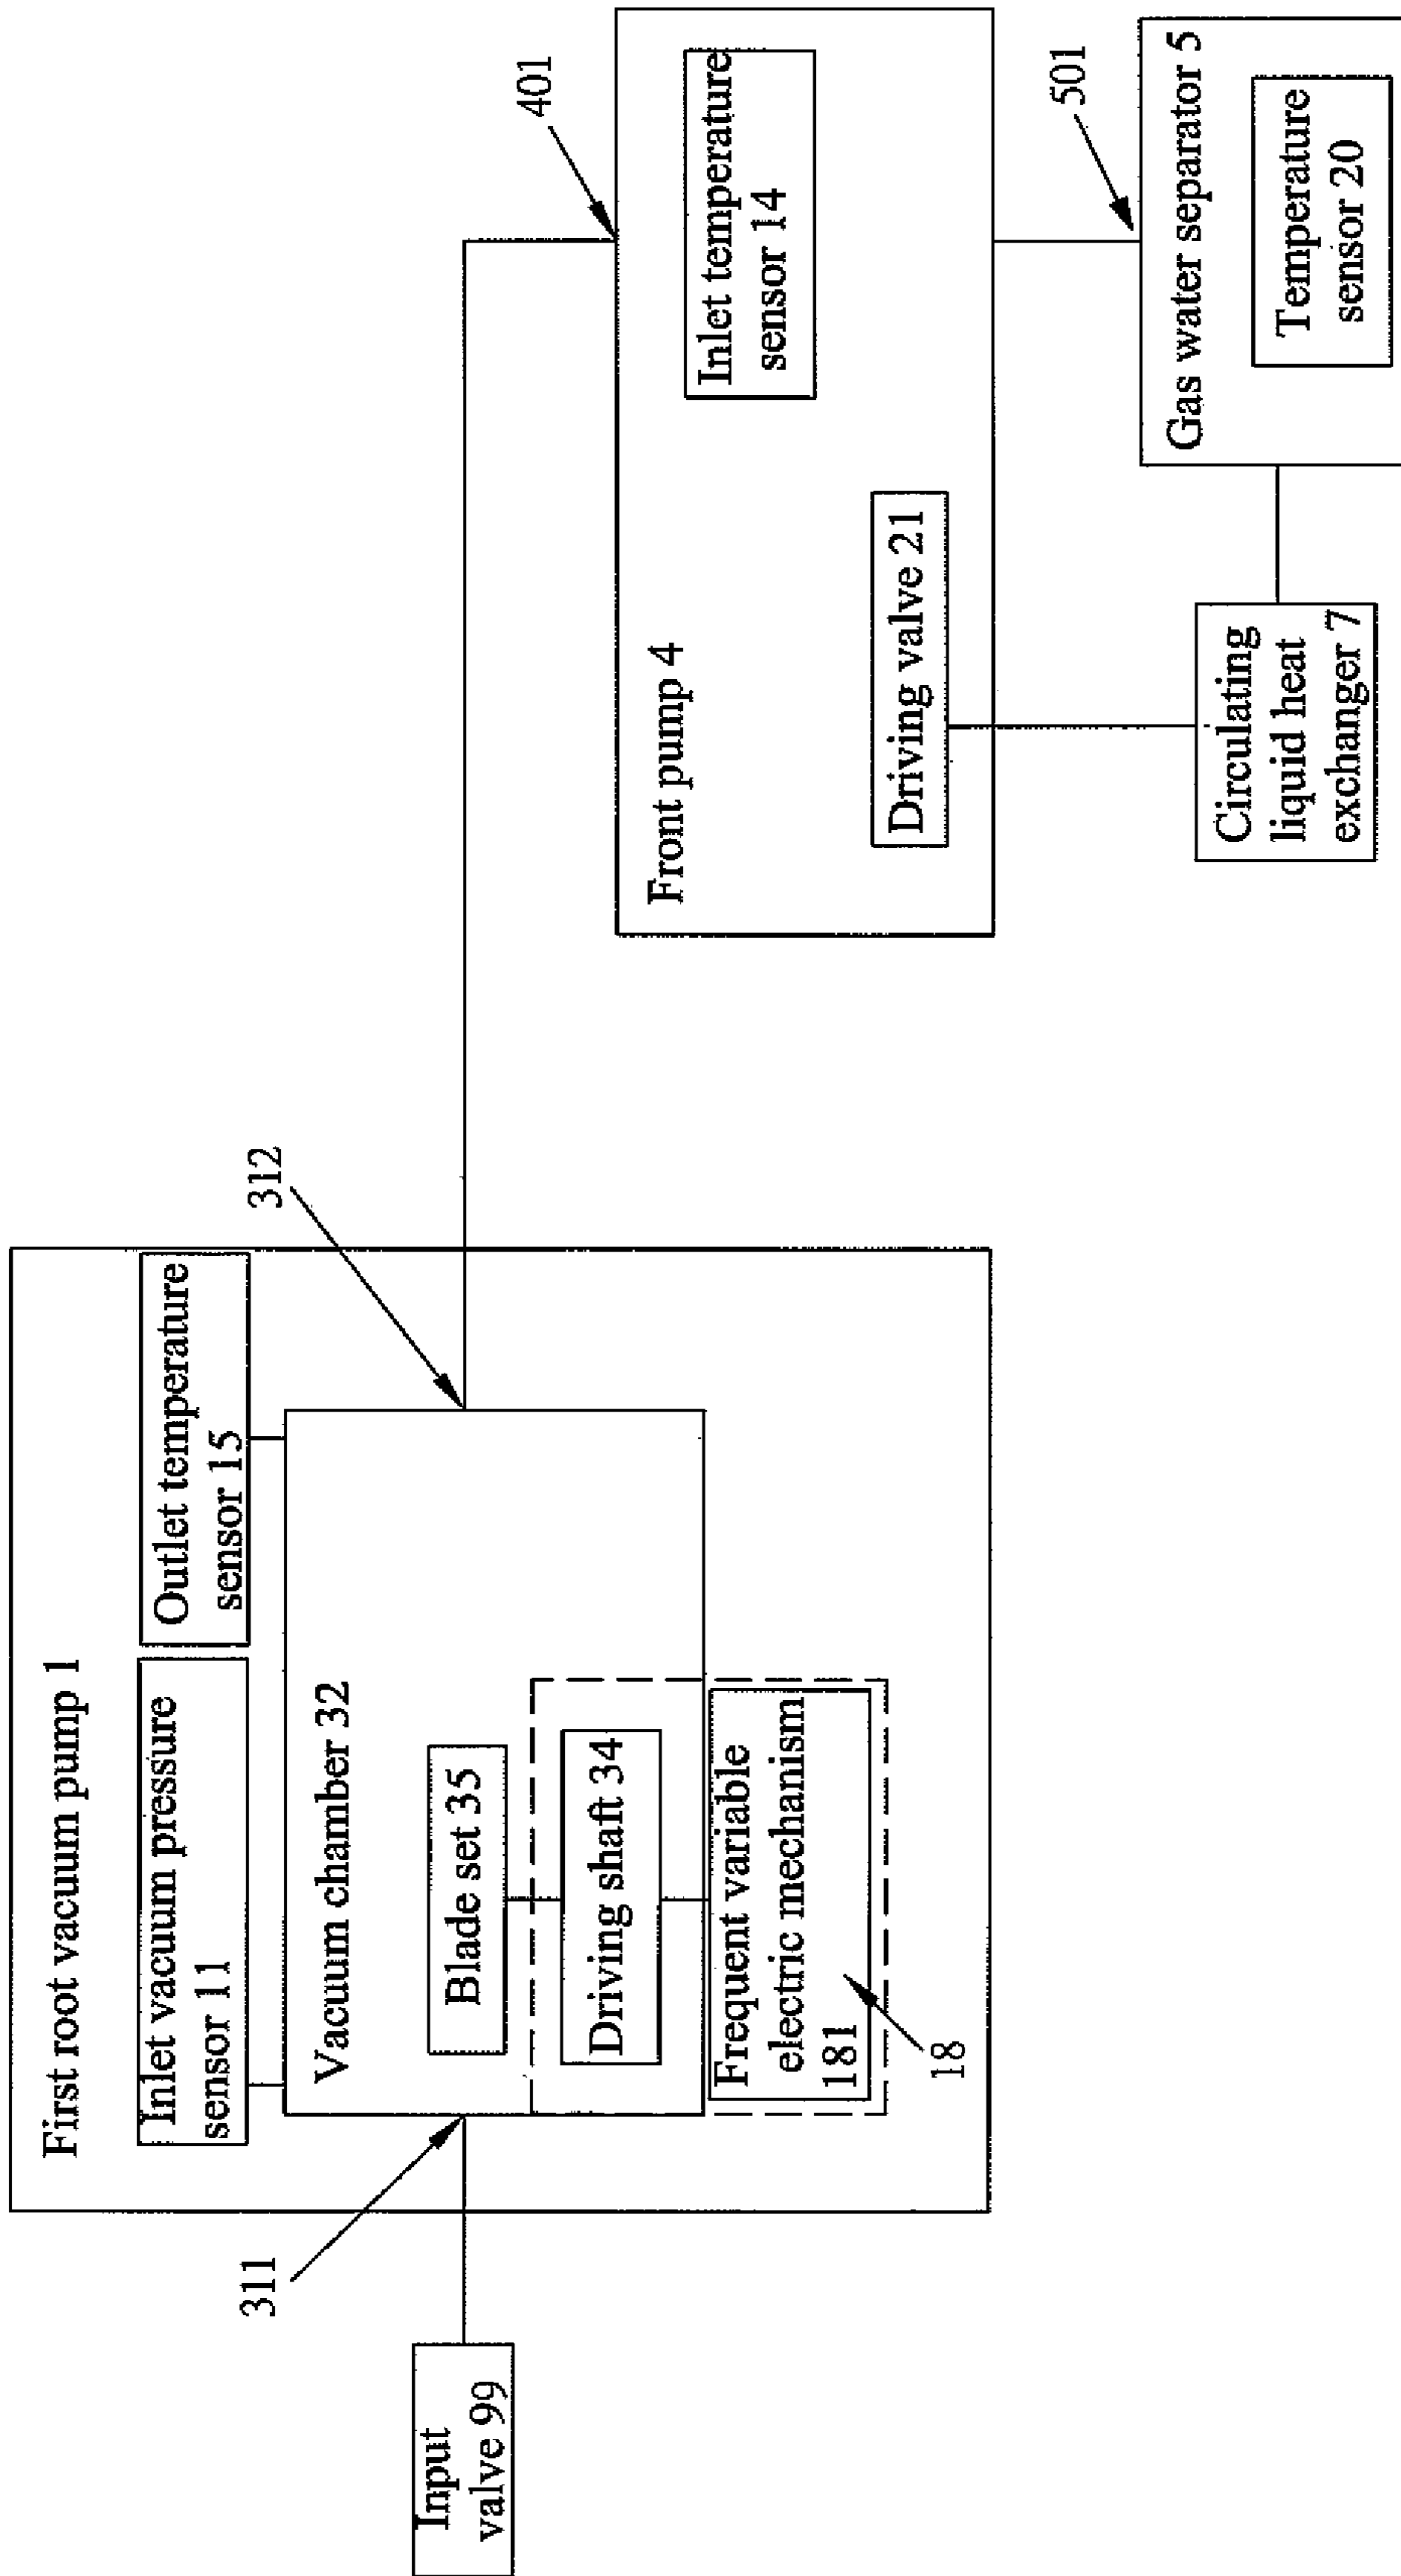 First root vacuum pump 1
Inlet vacuum pressure
sensor 11
Outlet temperature
sensor 15
311
312
Input
valve 99
Vacuum chamber 32
Blade set 35
Driving shaft 34
Frequent variable
electric mechanism
181
18
401
Front pump 4
Inlet temperature
sensor 14
Driving valve 21
501
Circulating
liquid heat
exchanger 7
Gas water separator 5
Temperature
sensor 20